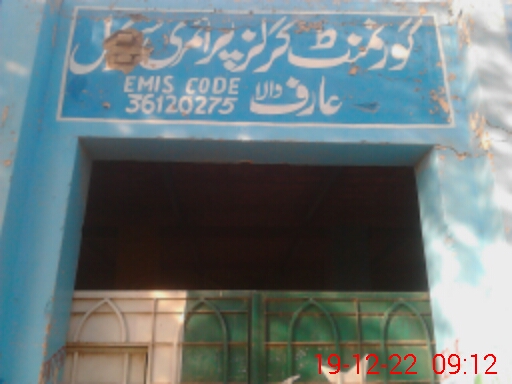 گورنمنٹ گرلز پرائمری سکول
عارف والا
EMIS CODE
36120275
19-12-22 09:12